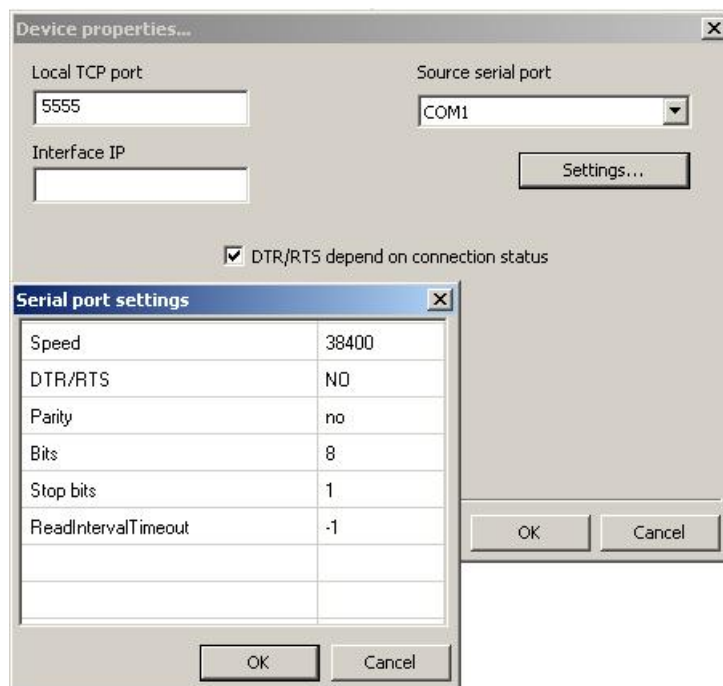 Device properties...
Local TCP port
Source serial port
5555
COM1
Interface IP
Settings...
DTR/RTS depend on connection status
Serial port settings
Speed 38400
DTR/RTS NO
Parity no
Bits 8
Stop bits 1
ReadIntervalTimeout -1
OK Cancel
OK Cancel